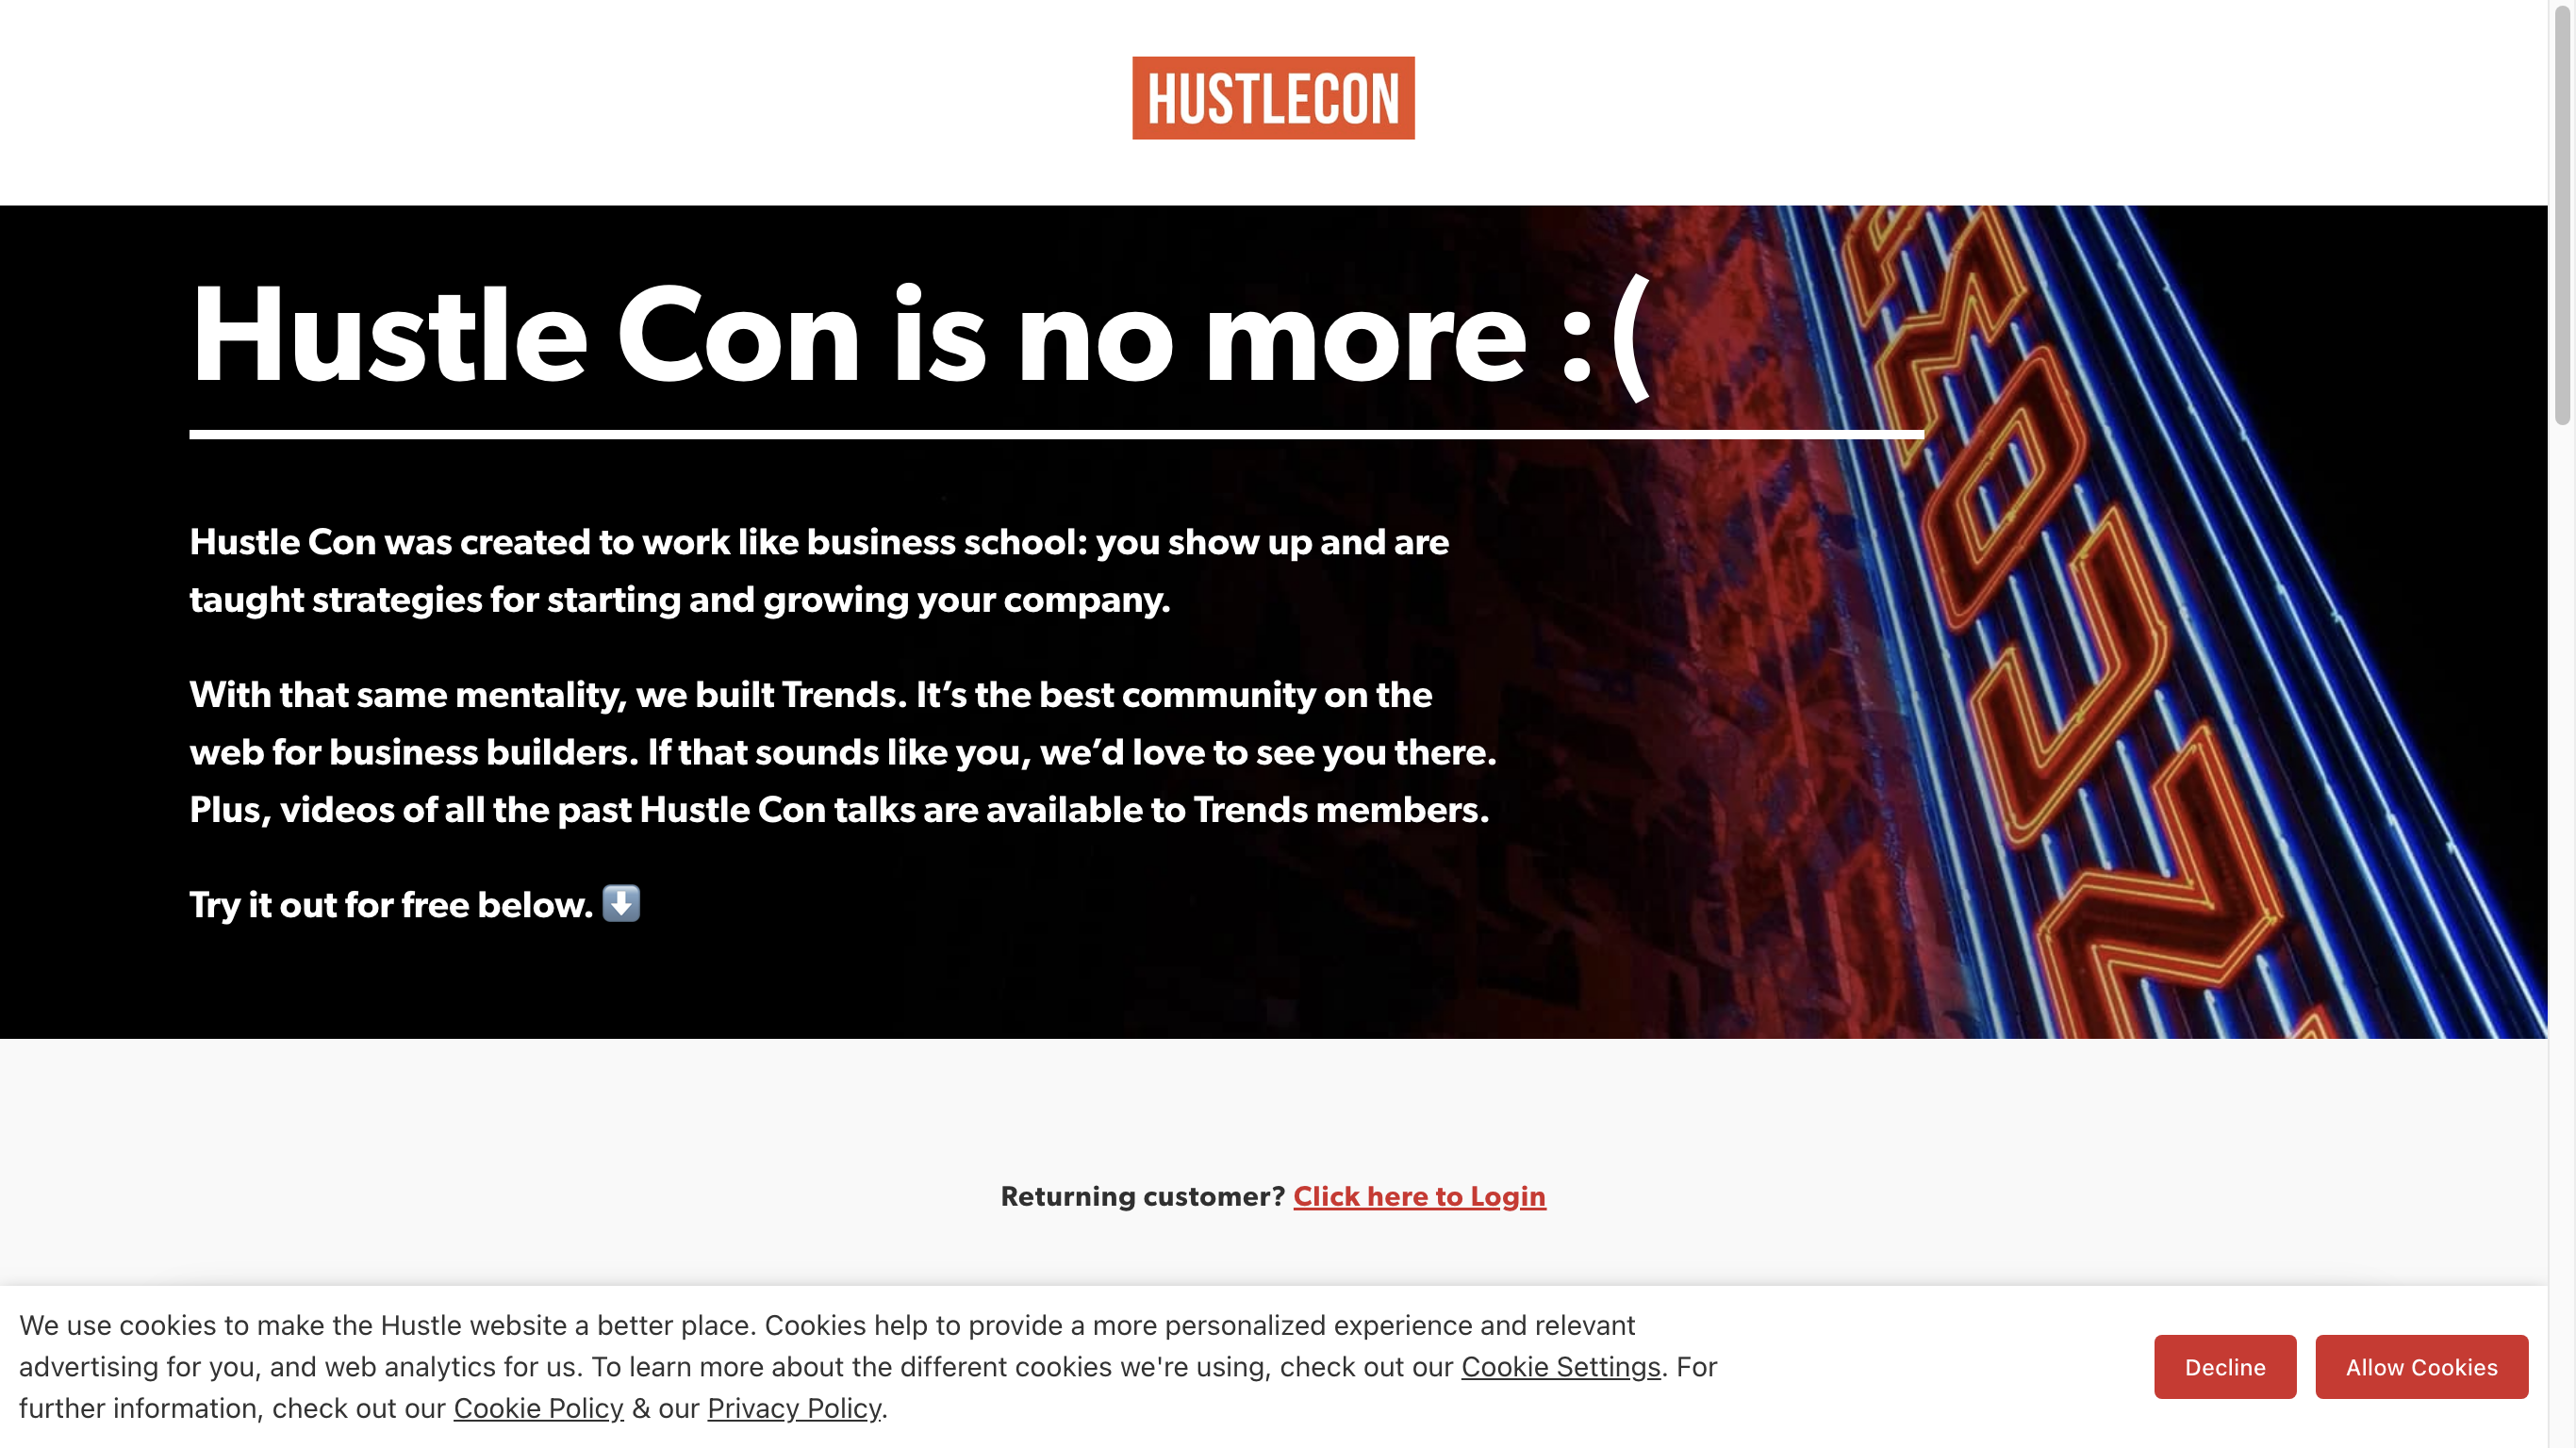 HUSTLECON
Hustle Con is no more :(
Hustle Con was created to work like business school: you show up and are
taught strategies for starting and growing your company.
With that same mentality, we built Trends. It’s the best community on the
web for business builders. If that sounds like you, we’d love to see you there.
Plus, videos of all the past Hustle Con talks are available to Trends members.
Try it out for free below. ⬇️
Returning customer? Click here to Login
We use cookies to make the Hustle website a better place. Cookies help to provide a more personalized experience and relevant
advertising for you, and web analytics for us. To learn more about the different cookies we're using, check out our Cookie Settings. For
further information, check out our Cookie Policy & our Privacy Policy.
Decline
Allow Cookies